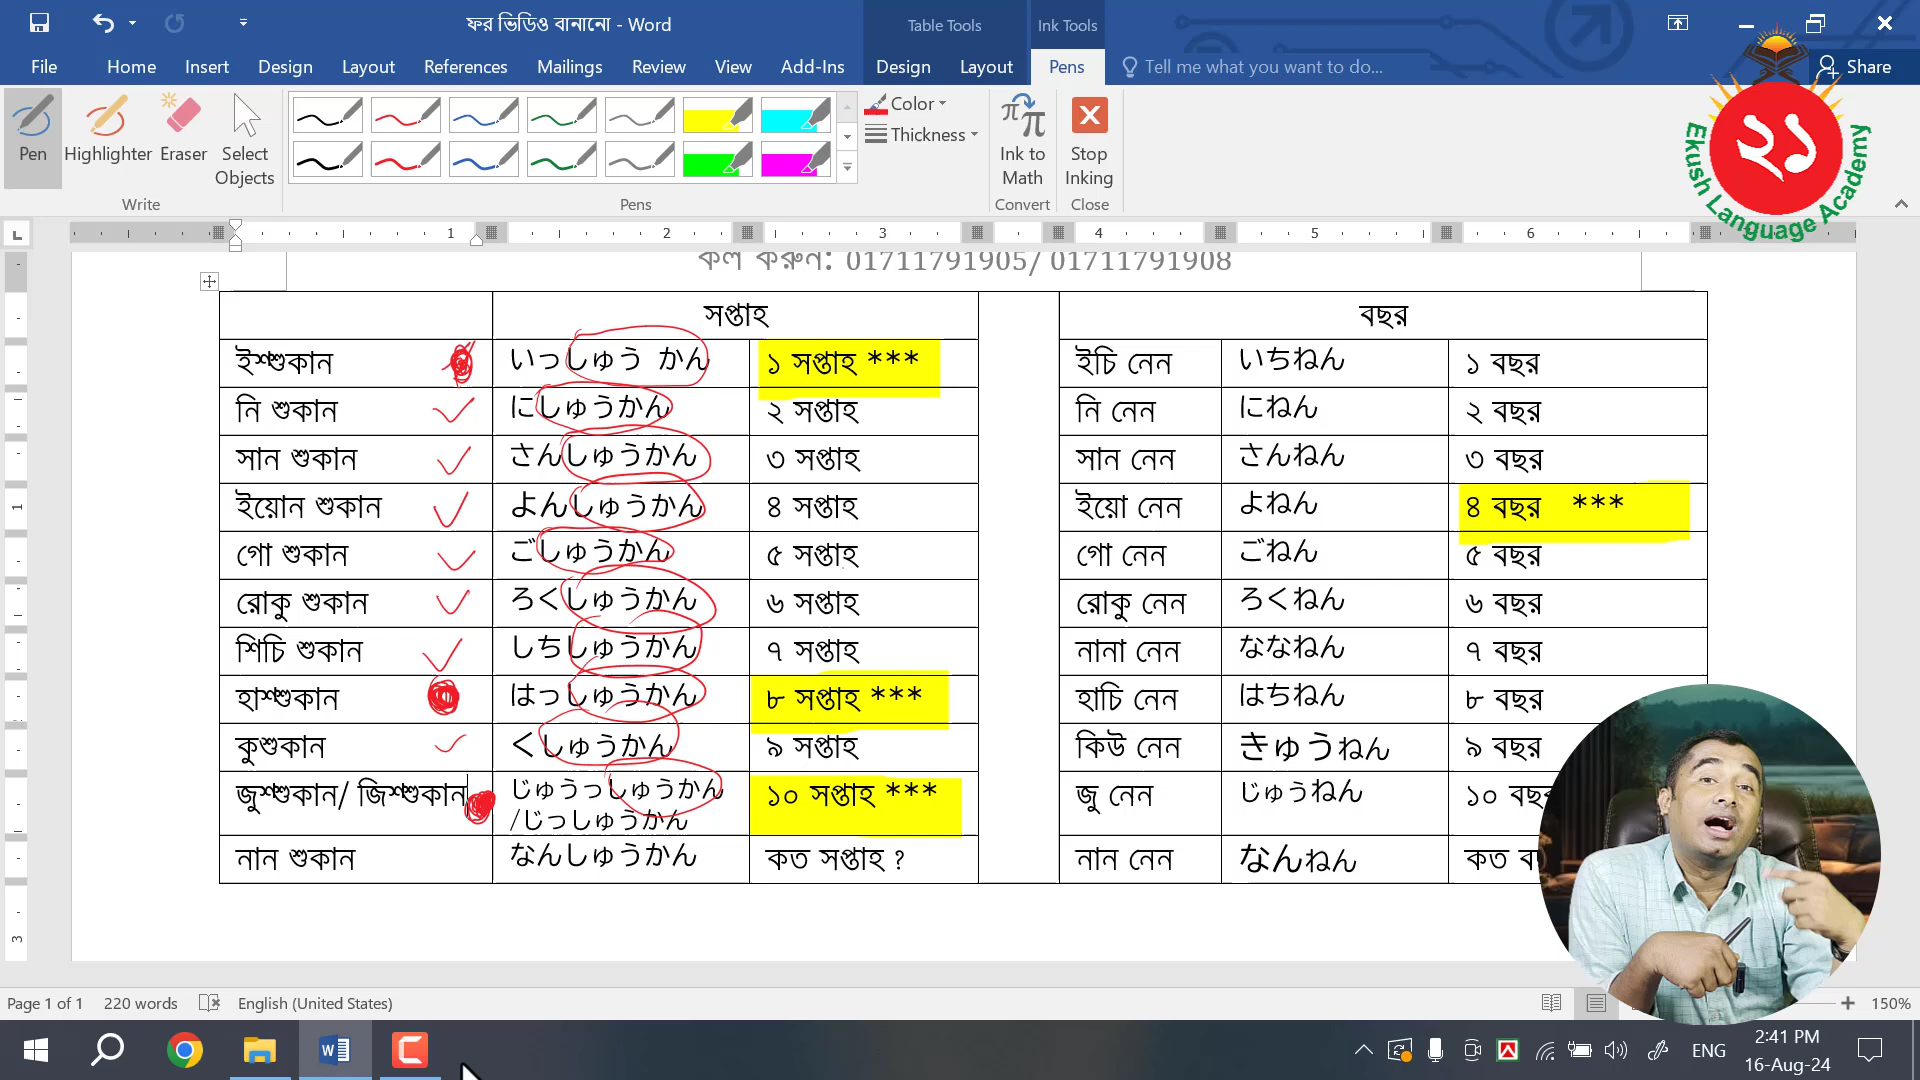 ফর ভিডিও বানানো - Word
Table Tools
Ink Tools
File
Home
Insert
Design
Layout
References
Mailings
Review
View
Add-Ins
Design
Layout
Pens
Tell me what you want to do...
Share
Pen
Highlighter
Eraser
Select Objects
Color
Thickness
Ink to Math
Stop Inking
Write
Pens
Convert
Close
২১
Ekush Language Academy
1 2 3 4 5 6
কল করুন: 01711791905/ 01711791908
সপ্তাহ
বছর
ইশ্শুকান いっしゅう かん ১ সপ্তাহ *** ইচি নেন いちねん ১ বছর
নি শুকান にしゅうかん ২ সপ্তাহ নি নেন にねん ২ বছর
সান শুকান さんしゅうかん ৩ সপ্তাহ সান নেন さんねん ৩ বছর
ইয়োন শুকান よんしゅうかん ৪ সপ্তাহ ইয়ো নেন よねん ৪ বছর ***
গো শুকান ごしゅうかん ৫ সপ্তাহ গো নেন ごねん ৫ বছর
রোকু শুকান ろくしゅうかん ৬ সপ্তাহ রোকু নেন ろくねん ৬ বছর
শিচি শুকান しちしゅうかん ৭ সপ্তাহ নানা নেন ななねん ৭ বছর
হাশ্শুকান はっしゅうかん ৮ সপ্তাহ *** হাচি নেন はちねん ৮ বছর
কুশুকান くしゅうかん ৯ সপ্তাহ কিউ নেন きゅうねん ৯ বছর
জুশ্শুকান/ জিশ্শুকান じゅうっしゅうかん ১০ সপ্তাহ *** জু নেন じゅうねん ১০
/じっしゅうかん
নান শুকান なんしゅうかん কত সপ্তাহ ? নান নেন なんねん কত
Page 1 of 1
220 words
English (United States)
150%
ENG
2:41 PM
16-Aug-24